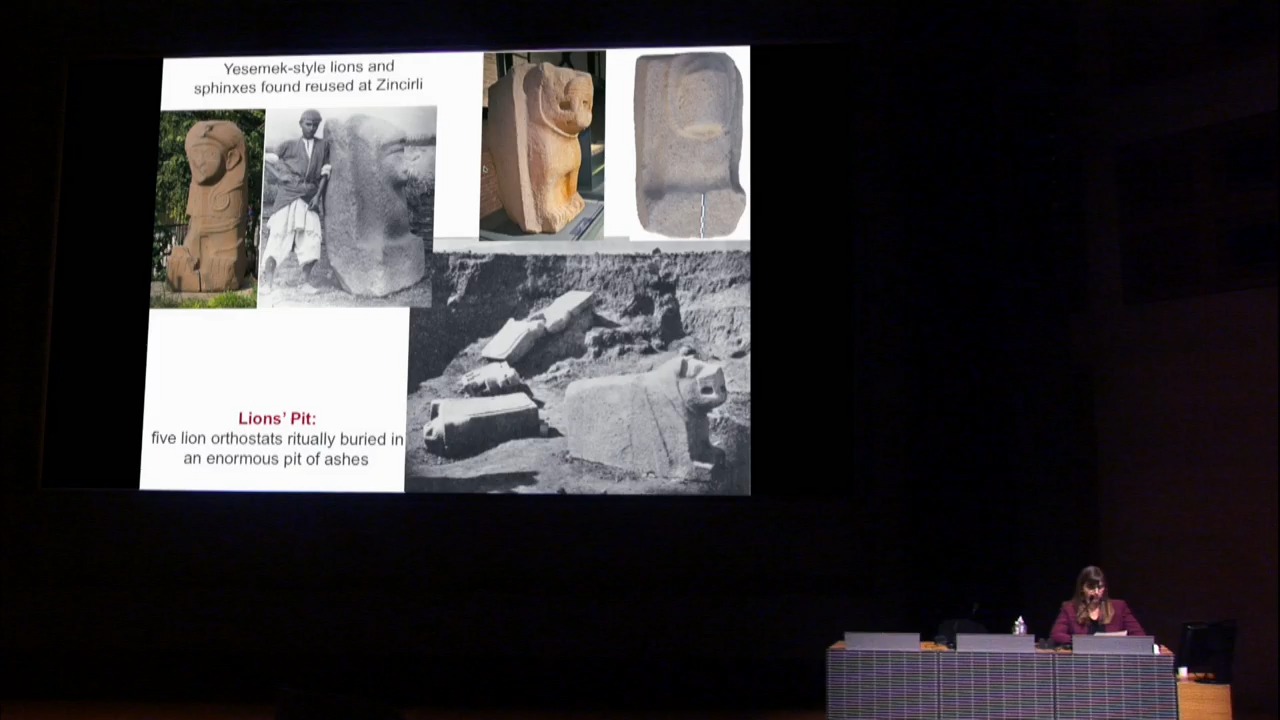 Yesemek-style lions and
sphinxes found reused at Zincirli
Lions’ Pit:
five lion orthostats ritually buried in
an enormous pit of ashes